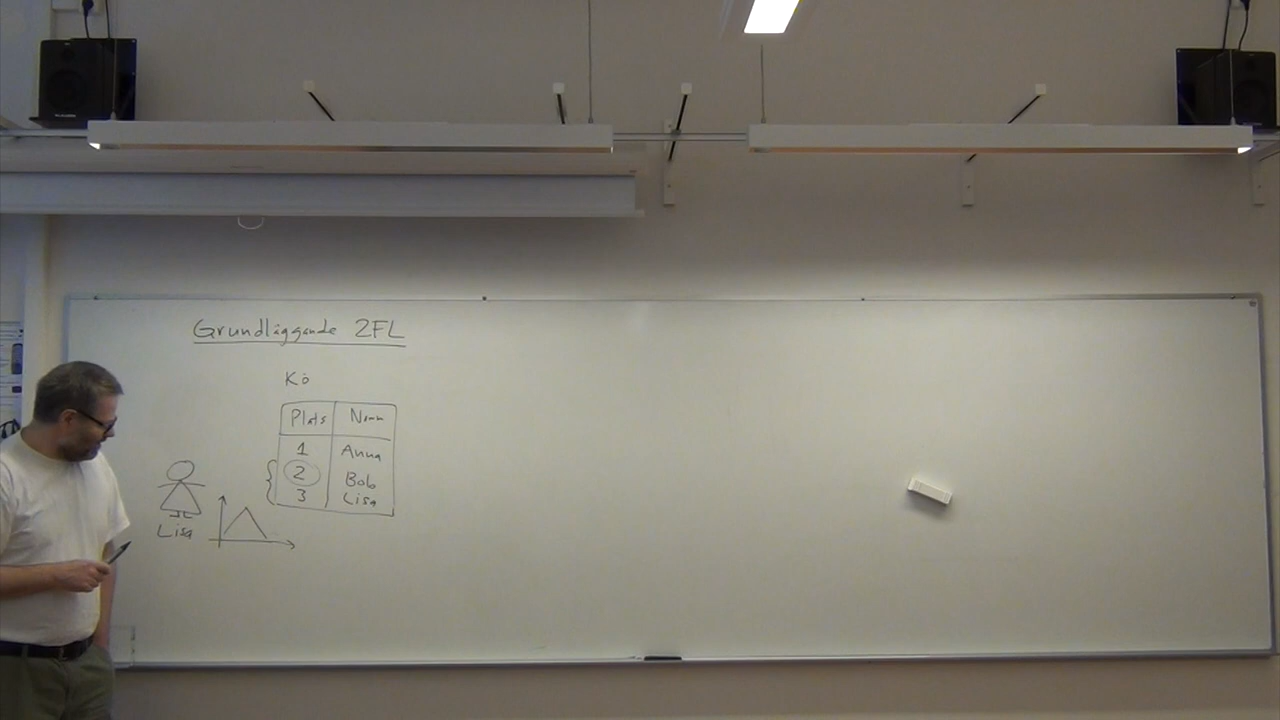 Grundläggande 2FL
Kö
Plats Namn
1 Anna
2 Bob
3 Lisa
Lisa